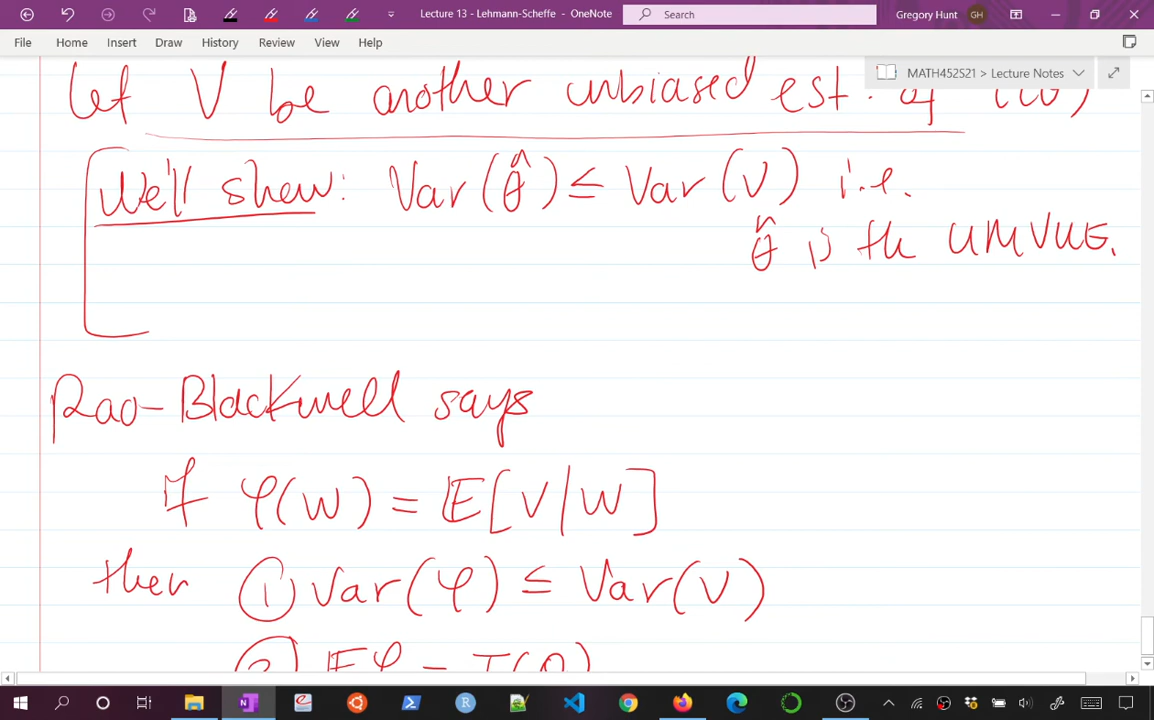 Lecture 13 - Lehmann-Scheffe - OneNote
Search
Gregory Hunt GH
File Home Insert Draw History Review View Help
MATH452S21 > Lecture Notes
Let V be another unbiased est. of T(θ)
We'll show: Var(θ̂) ≤ Var(V) i.e.
θ̂ is the UMVUE.
Rao-Blackwell says
If φ(W) = E[V|W]
then ① Var(φ) ≤ Var(V)
② Eφ = T(θ)